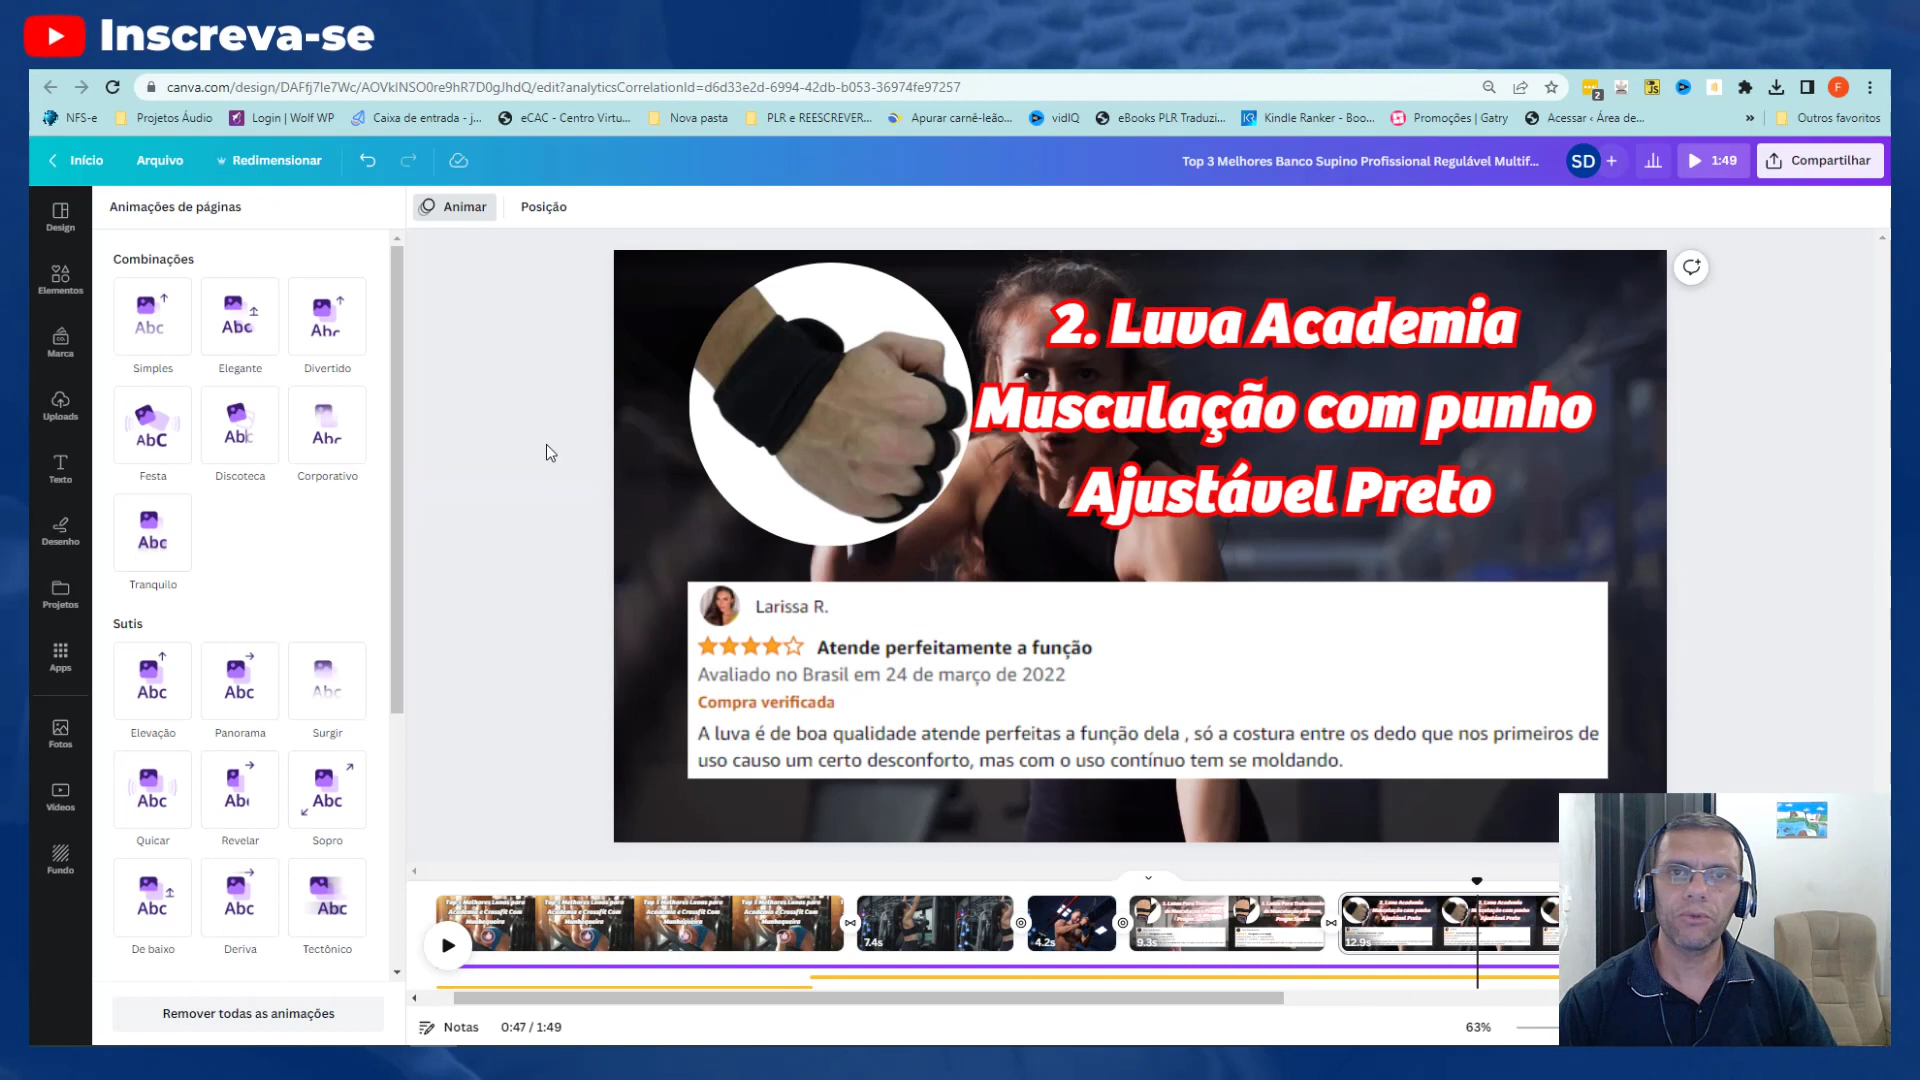 Inscreva-se
canva.com/design/DAFfj7Ie7Wc/AOVkINSO0re9hR7D0gJhdQ/edit?analyticsCorrelationId=d6d33e2d-6994-42db-b053-36974fe97257
2
JS
F
NFS-e
Projetos Áudio
Login | Wolf WP
Caixa de entrada - j...
eCAC - Centro Virtu...
Nova pasta
PLR e REESCREVER...
Apurar carnê-leão...
vidIQ
eBooks PLR Traduzi...
Kindle Ranker - Boo...
Promoções | Gatry
Acessar ‹ Área de...
»
Outros favoritos
Início
Arquivo
Redimensionar
Top 3 Melhores Banco Supino Profissional Regulável Multif...
SD
+
1:49
Compartilhar
Design
Elementos
Marca
Uploads
Texto
Desenho
Projetos
Apps
Fotos
Vídeos
Fundo
Animações de páginas
Animar
Posição
Combinações
Simples
Elegante
Divertido
Festa
Discoteca
Corporativo
Tranquilo
Sutis
Elevação
Panorama
Surgir
Quicar
Revelar
Sopro
De baixo
Deriva
Tectônico
Remover todas as animações
2. Luva Academia
Musculação com punho
Ajustável Preto
Larissa R.
Atende perfeitamente a função
Avaliado no Brasil em 24 de março de 2022
Compra verificada
A luva é de boa qualidade atende perfeitas a função dela , só a costura entre os dedo que nos primeiros de
uso causo um certo desconforto, mas com o uso contínuo tem se moldando.
7.4s
4.2s
9.3s
12.9s
Notas
0:47 / 1:49
63%